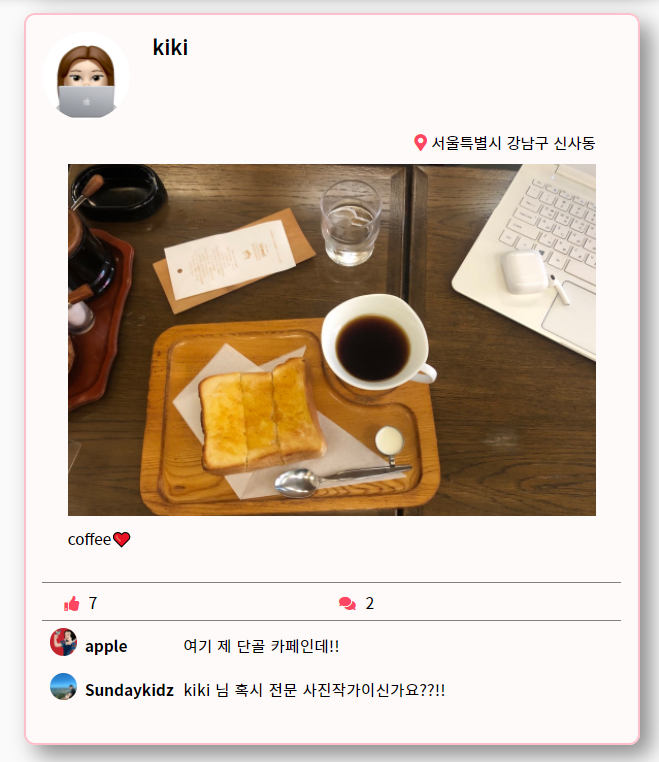 kiki
서울특별시 강남구 신사동
coffee❤️
7
2
apple 여기 제 단골 카페인데!!
Sundaykidz kiki 님 혹시 전문 사진작가이신가요??!!